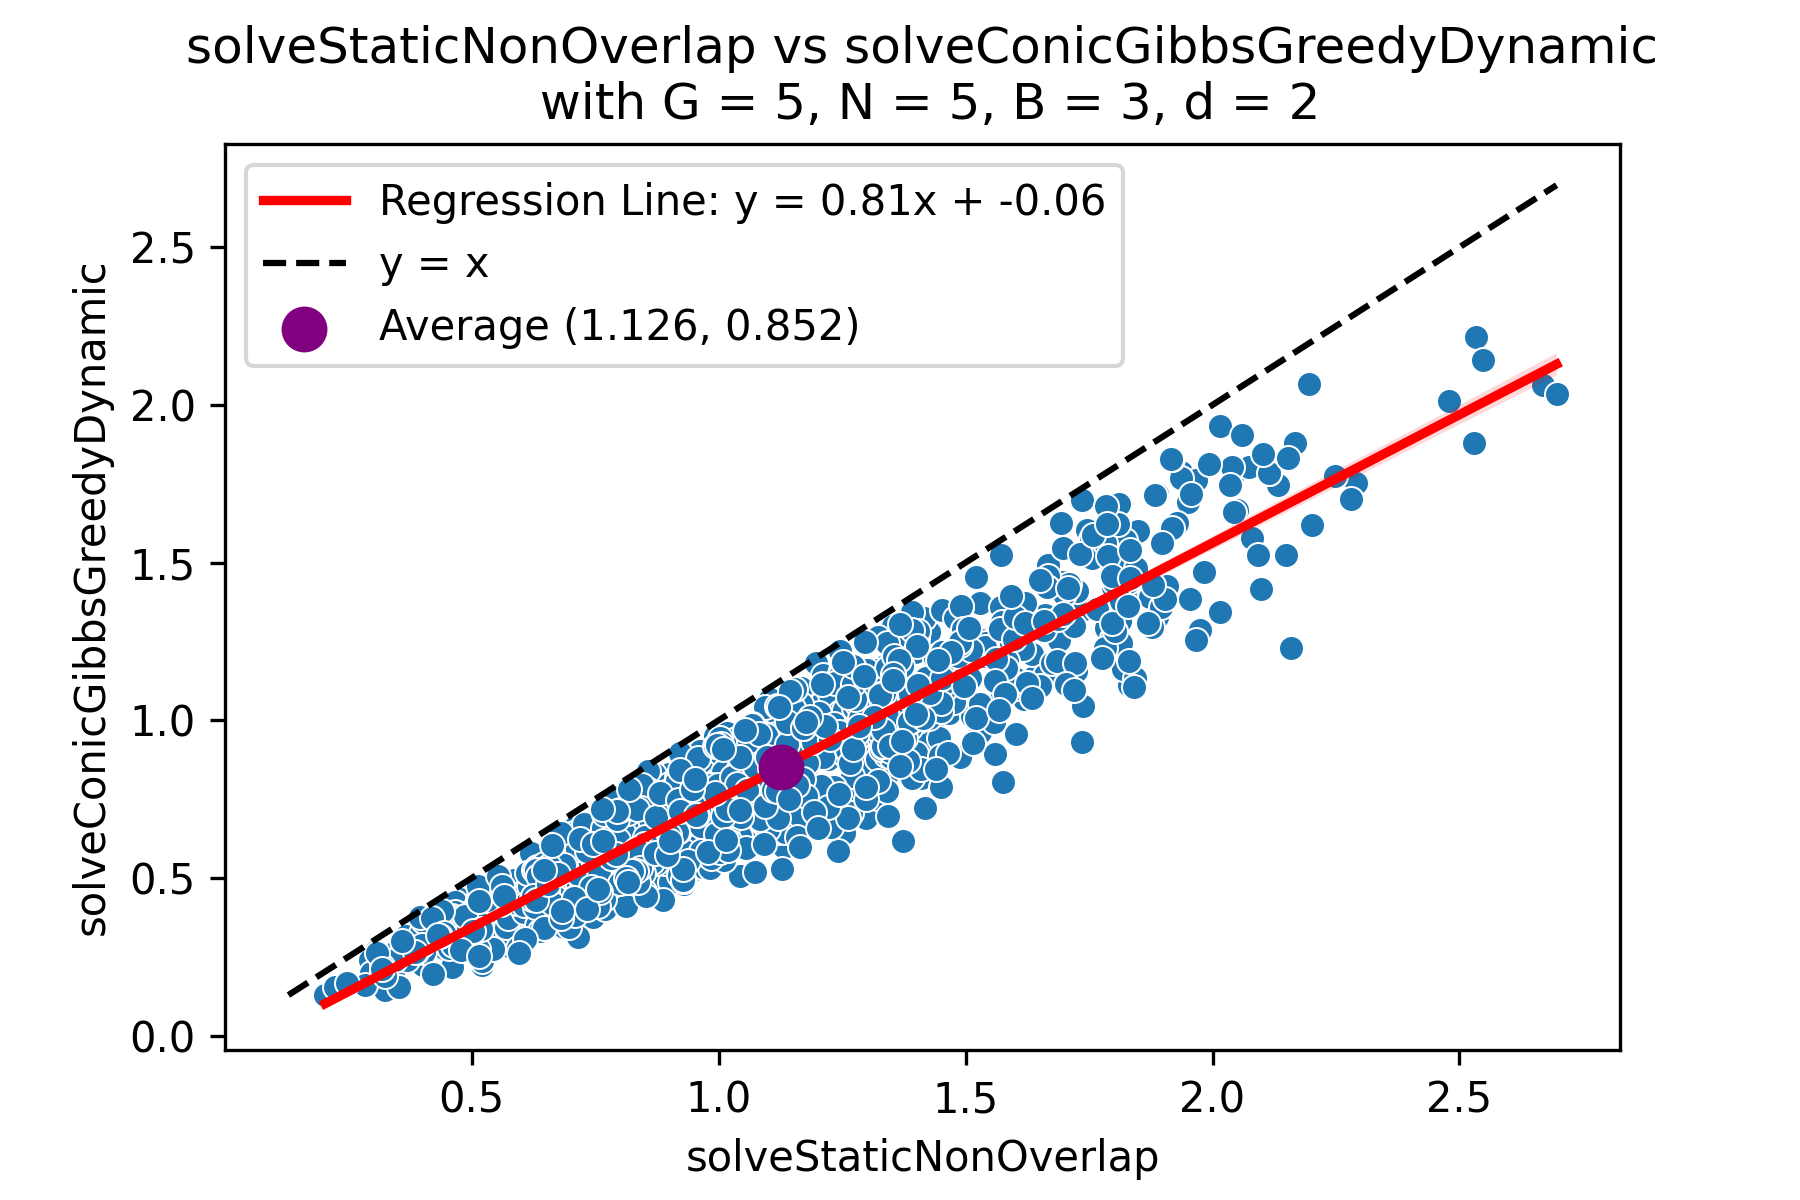 solveStaticNonOverlap vs solveConicGibbsGreedyDynamic
with G = 5, N = 5, B = 3, d = 2
Regression Line: y = 0.81x + -0.06
y = x
Average (1.126, 0.852)
solveConicGibbsGreedyDynamic
2.5
2.0
1.5
1.0
0.5
0.0
0.5
1.0
1.5
2.0
2.5
solveStaticNonOverlap